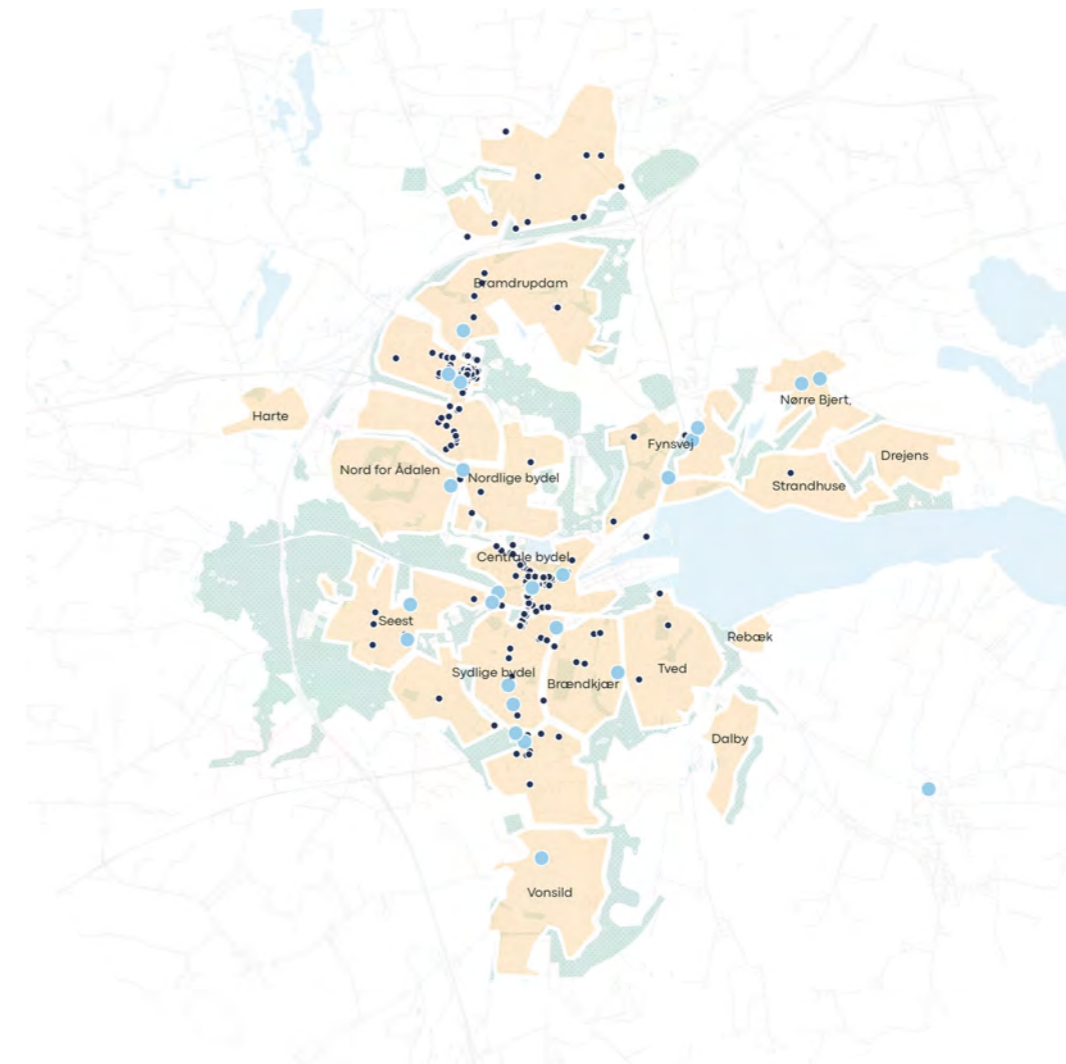 Bramdrupdam
Nørre Bjert,
Harte
Fynsvej
Drejens
Nord for Ådalen
Nordlige bydel
Strandhuse
Centrale bydel
Seest
Rebæk
Sydlige bydel
Brændkjær
Tved
Dalby
Vonsild